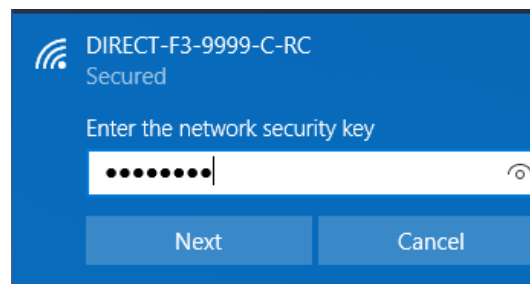 DIRECT-F3-9999-C-RC
Secured
Enter the network security key
••••••••
Next Cancel